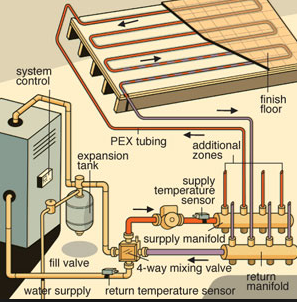 system
control
finish
floor
PEX tubing
additional
zones
expansion
tank
supply
temperature
sensor
surpply manifold
fill valve
4-way mixing valve
return
manifold
water surpply
return temperature sensor